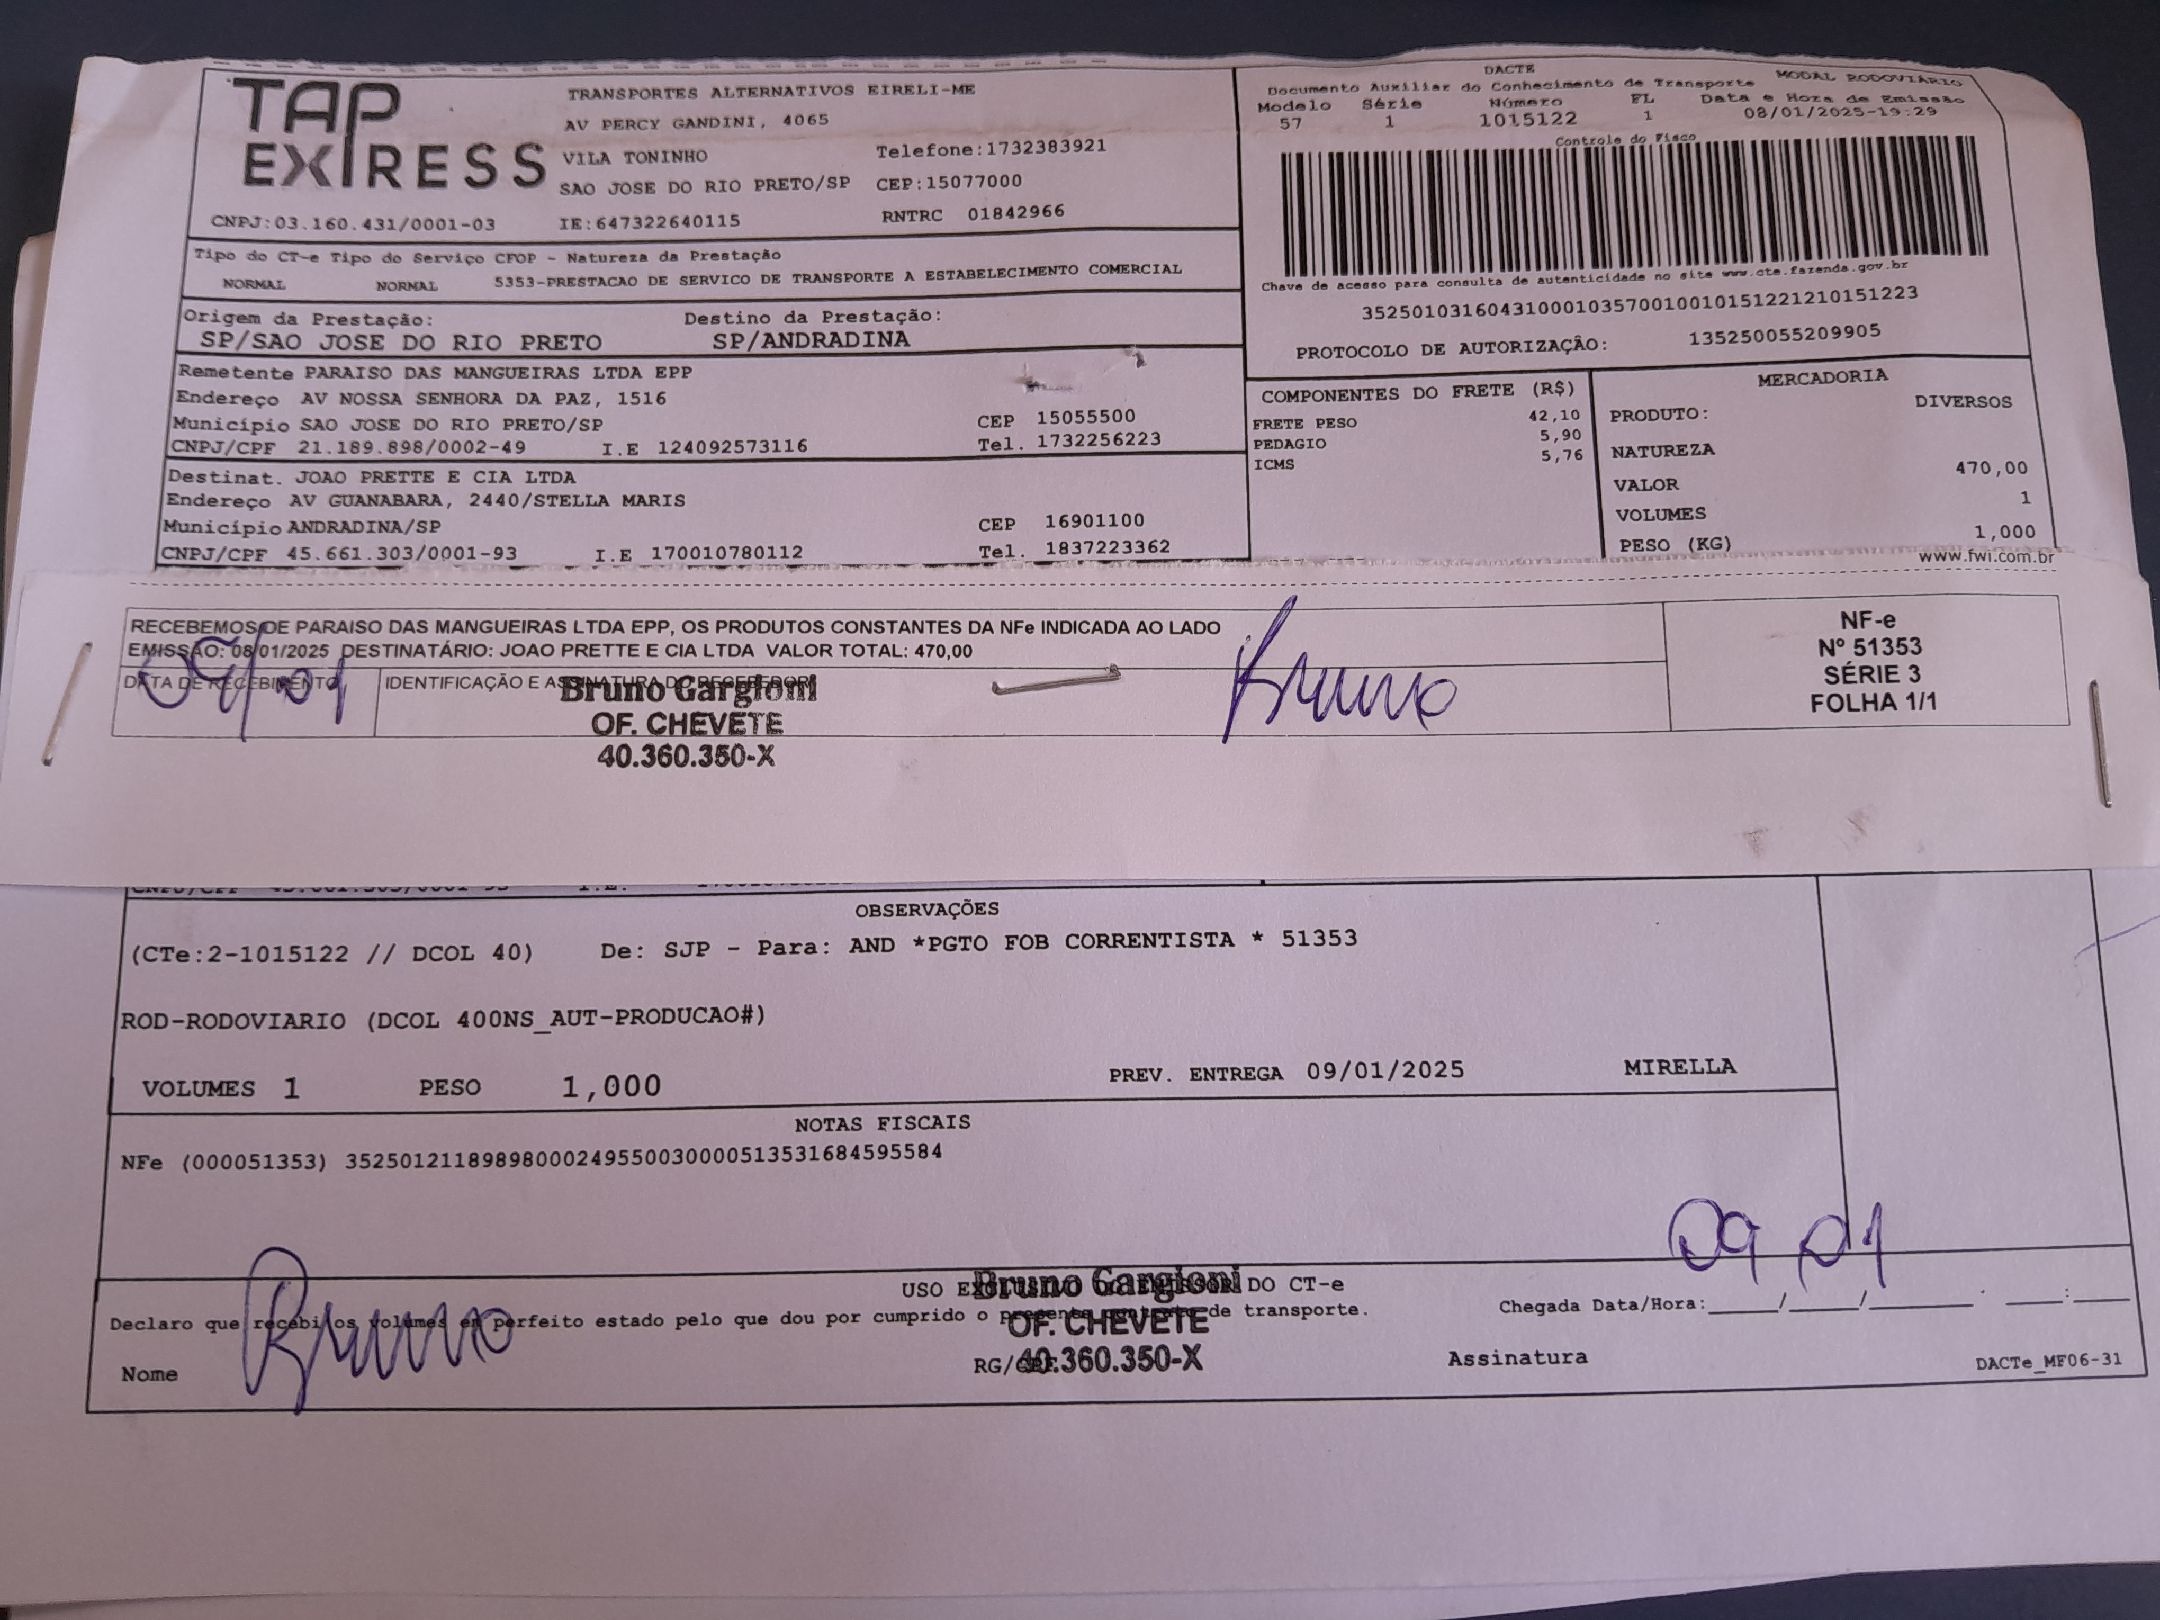 TAP EXPRESS
TRANSPORTES ALTERNATIVOS EIRELI-ME
AV PERCY GANDINI, 4065
VILA TONINHO Telefone:1732383921
SAO JOSE DO RIO PRETO/SP CEP:15077000
CNPJ:03.160.431/0001-03 IE:647322640115 RNTRC 01842966
DACTE MODAL RODOVIÁRIO
Documento Auxiliar do Conhecimento de Transporte
Modelo Série Número FL Data e Hora de Emissão
57 1 1015122 1 08/01/2025-19:29
Controle do Fisco
Chave de acesso para consulta de autenticidade no site www.cte.fazenda.gov.br
35250103160431000103570010010151221210151223
PROTOCOLO DE AUTORIZAÇÃO: 135250055209905
Tipo do CT-e Tipo do Serviço CFOP - Natureza da Prestação
NORMAL NORMAL 5353-PRESTACAO DE SERVICO DE TRANSPORTE A ESTABELECIMENTO COMERCIAL
Origem da Prestação: Destino da Prestação:
SP/SAO JOSE DO RIO PRETO SP/ANDRADINA
Remetente PARAISO DAS MANGUEIRAS LTDA EPP
Endereço AV NOSSA SENHORA DA PAZ, 1516
Município SAO JOSE DO RIO PRETO/SP CEP 15055500
CNPJ/CPF 21.189.898/0002-49 I.E 124092573116 Tel. 1732256223
Destinat. JOAO PRETTE E CIA LTDA
Endereço AV GUANABARA, 2440/STELLA MARIS
Município ANDRADINA/SP CEP 16901100
CNPJ/CPF 45.661.303/0001-93 I.E 170010780112 Tel. 1837223362
COMPONENTES DO FRETE (R$)
FRETE PESO 42,10
PEDAGIO 5,90
ICMS 5,76
MERCADORIA
PRODUTO: DIVERSOS
NATUREZA
VALOR 470,00
VOLUMES 1
PESO (KG) 1,000
www.fwi.com.br
RECEBEMOS DE PARAISO DAS MANGUEIRAS LTDA EPP, OS PRODUTOS CONSTANTES DA NFe INDICADA AO LADO
EMISSÃO: 08/01/2025 DESTINATÁRIO: JOAO PRETTE E CIA LTDA VALOR TOTAL: 470,00
DATA DE RECEBIMENTO IDENTIFICAÇÃO E ASSINATURA DO RECEBEDOR
09/01
Bruno Gargioni
OF. CHEVETE
40.360.350-X
Bruno
NF-e
Nº 51353
SÉRIE 3
FOLHA 1/1
OBSERVAÇÕES
(CTe:2-1015122 // DCOL 40) De: SJP - Para: AND *PGTO FOB CORRENTISTA * 51353
ROD-RODOVIARIO (DCOL 400NS_AUT-PRODUCAO#)
VOLUMES 1 PESO 1,000 PREV. ENTREGA 09/01/2025 MIRELLA
NOTAS FISCAIS
NFe (000051353) 35250121189898000249550030000513531684595584
09 01
USO EXCLUSIVO DO EMISSOR DO CT-e
Declaro que recebi os volumes em perfeito estado pelo que dou por cumprido o presente contrato de transporte. Chegada Data/Hora:____/____/______ ____:____
Bruno
Bruno Gargioni
OF. CHEVETE
40.360.350-X
Nome RG/CPF Assinatura DACTe_MF06-31